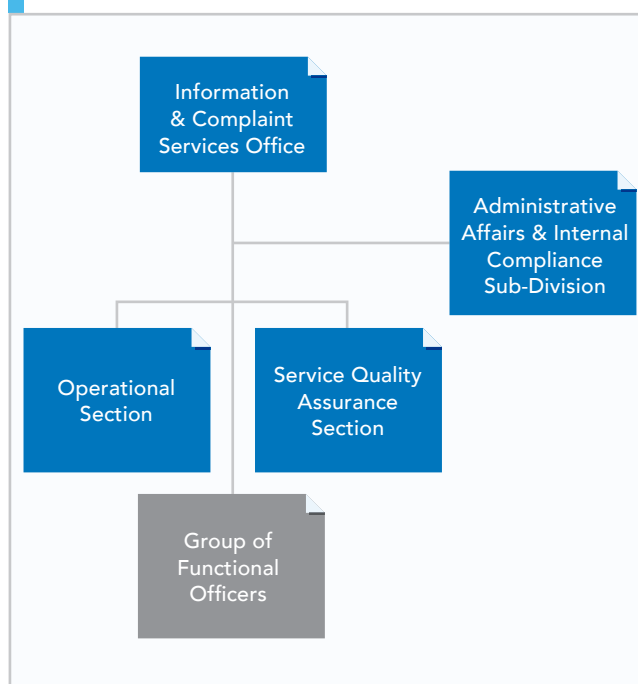 Information
& Complaint
Services Office
Administrative
Affairs & Internal
Compliance
Sub-Division
Operational
Section
Service Quality
Assurance
Section
Group of
Functional
Officers